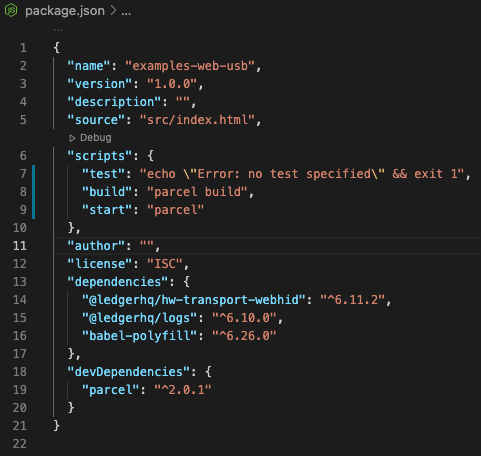 package.json > ...
...
1 {
2 "name": "examples-web-usb",
3 "version": "1.0.0",
4 "description": "",
5 "source": "src/index.html",
Debug
6 "scripts": {
7 "test": "echo \"Error: no test specified\" && exit 1",
8 "build": "parcel build",
9 "start": "parcel"
10 },
11 "author": "",
12 "license": "ISC",
13 "dependencies": {
14 "@ledgerhq/hw-transport-webhid": "^6.11.2",
15 "@ledgerhq/logs": "^6.10.0",
16 "babel-polyfill": "^6.26.0"
17 },
18 "devDependencies": {
19 "parcel": "^2.0.1"
20 }
21 }
22